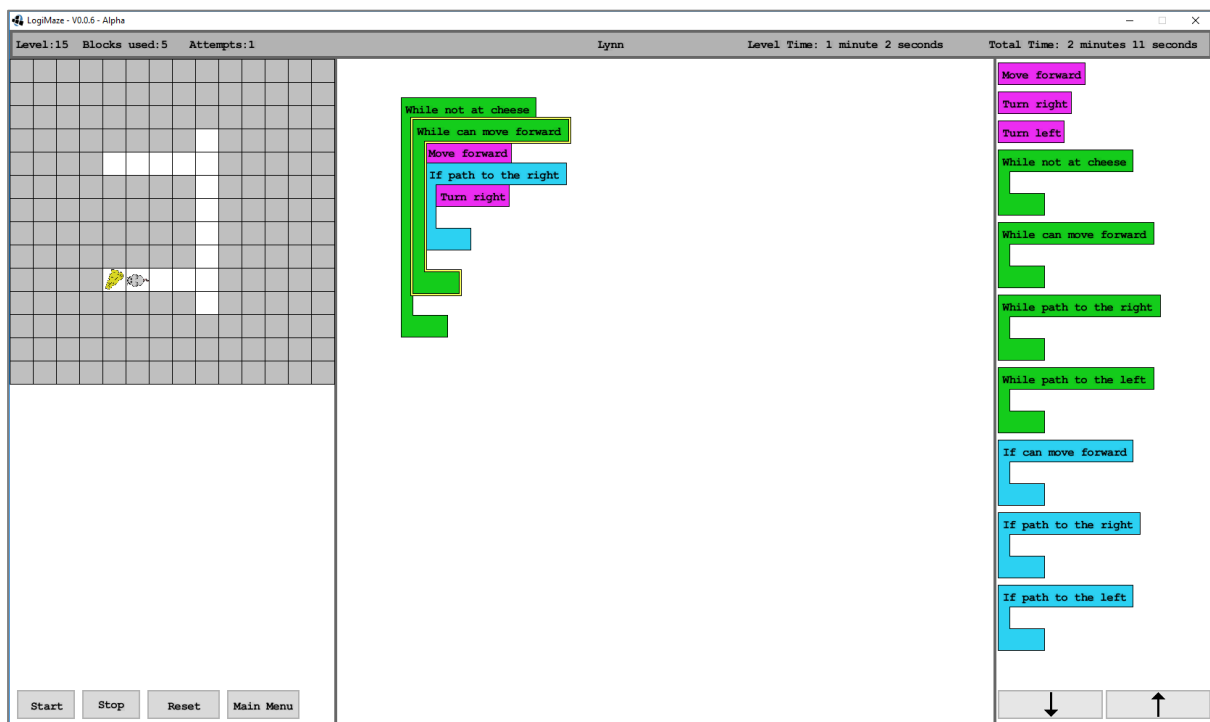 LogiMaze - V0.0.6 - Alpha
Level:15 Blocks used:5 Attempts:1 Lynn Level Time: 1 minute 2 seconds Total Time: 2 minutes 11 seconds
While not at cheese
While can move forward
Move forward
If path to the right
Turn right
Move forward
Turn right
Turn left
While not at cheese
While can move forward
While path to the right
While path to the left
If can move forward
If path to the right
If path to the left
Start Stop Reset Main Menu